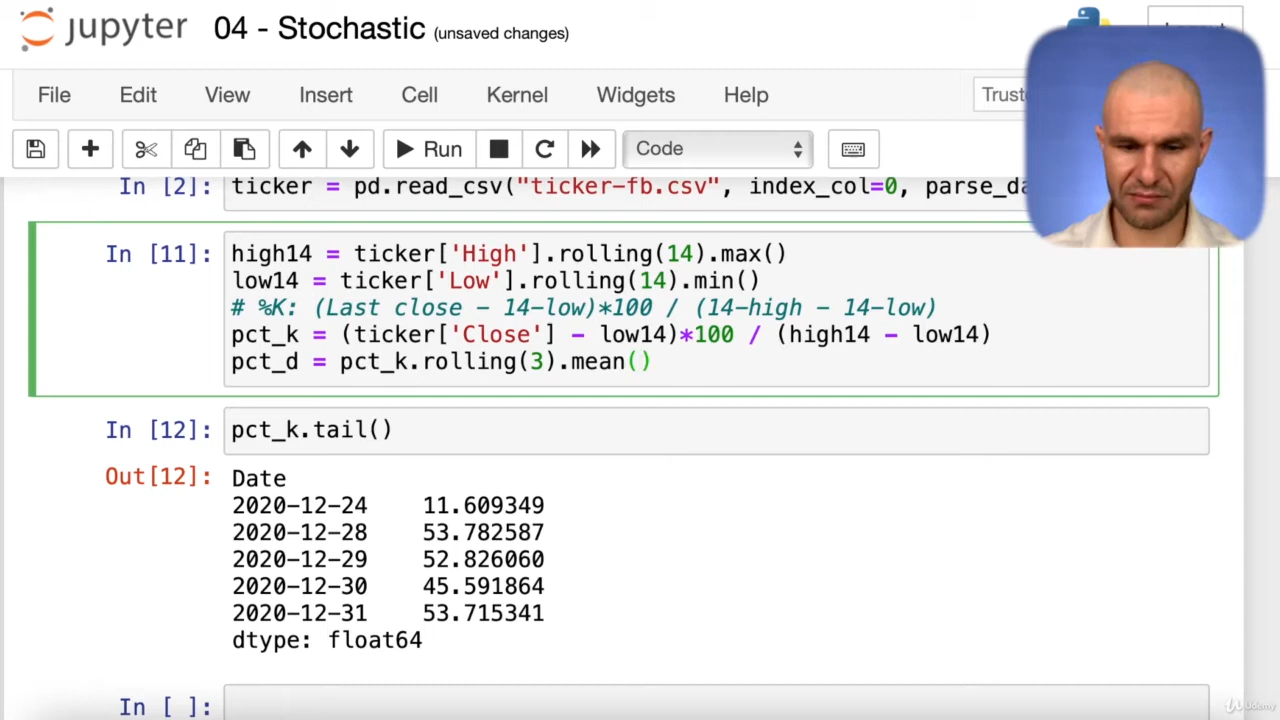 jupyter 04 - Stochastic (unsaved changes)
File Edit View Insert Cell Kernel Widgets Help
Run Code
In [2]: ticker = pd.read_csv("ticker-fb.csv", index_col=0, parse_da
In [11]: high14 = ticker['High'].rolling(14).max()
low14 = ticker['Low'].rolling(14).min()
# %K: (Last close - 14-low)*100 / (14-high - 14-low)
pct_k = (ticker['Close'] - low14)*100 / (high14 - low14)
pct_d = pct_k.rolling(3).mean()
In [12]: pct_k.tail()
Out[12]: Date
2020-12-24 11.609349
2020-12-28 53.782587
2020-12-29 52.826060
2020-12-30 45.591864
2020-12-31 53.715341
dtype: float64
In [ ]:
Udemy